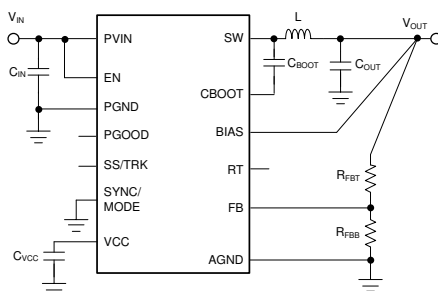 VIN
L
VOUT
PVIN
SW
CIN
CBOOT
COUT
EN
PGND
CBOOT
PGOOD
BIAS
SS/TRK
RT
RFBT
SYNC/
MODE
FB
RFBB
VCC
CVCC
AGND